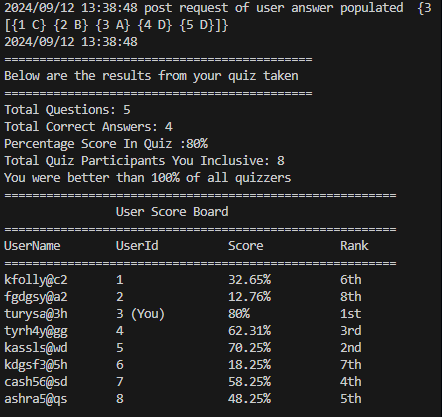 2024/09/12 13:38:48 post request of user answer populated  {3
[{1 C} {2 B} {3 A} {4 D} {5 D}]}
2024/09/12 13:38:48
============================================
Below are the results from your quiz taken
============================================
Total Questions: 5
Total Correct Answers: 4
Percentage Score In Quiz :80%
Total Quiz Participants You Inclusive: 8
You were better than 100% of all quizzers
========================================================
                User Score Board
========================================================
UserName        UserId          Score           Rank
========================================================
kfolly@c2       1               32.65%          6th
fgdgsy@a2       2               12.76%          8th
turysa@3h       3 (You)         80%             1st
tyrh4y@gg       4               62.31%          3rd
kassls@wd       5               70.25%          2nd
kdgsf3@5h       6               18.25%          7th
cash56@sd       7               58.25%          4th
ashra5@qs       8               48.25%          5th